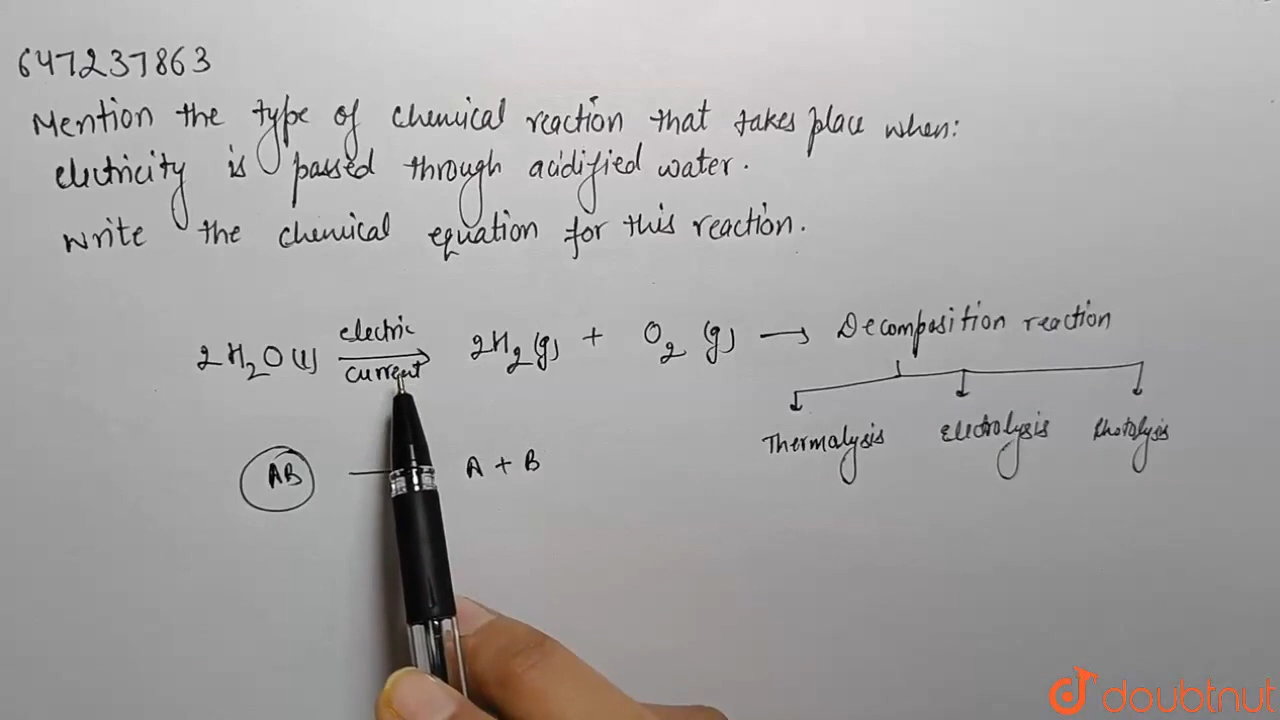 647237863
Mention the type of chemical reaction that takes place when:
electricity is passed through acidified water.
write the chemical equation for this reaction.
2H₂O(l) electric current → 2H₂(g) + O₂(g) → Decomposition reaction
Thermalysis Electrolysis Photolysis
AB — A + B
doubtnut